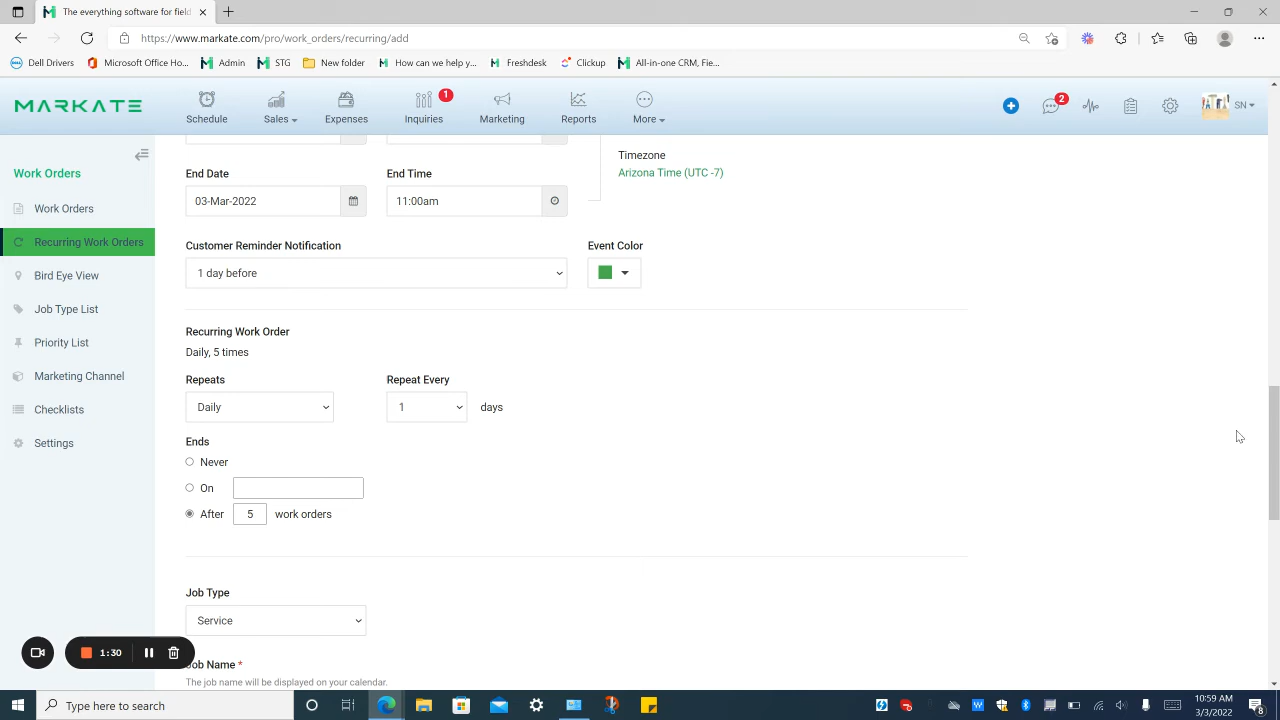 The everything software for field
https://www.markate.com/pro/work_orders/recurring/add
Dell Drivers
Microsoft Office Ho...
Admin
STG
New folder
How can we help y...
Freshdesk
Clickup
All-in-one CRM, Fie...
MARKATE
Schedule
Sales
Expenses
1
Inquiries
Marketing
Reports
More
2
SN
Work Orders
Work Orders
Recurring Work Orders
Bird Eye View
Job Type List
Priority List
Marketing Channel
Checklists
Settings
Timezone
Arizona Time (UTC -7)
End Date
End Time
03-Mar-2022
11:00am
Customer Reminder Notification
Event Color
1 day before
Recurring Work Order
Daily, 5 times
Repeats
Repeat Every
Daily
1
days
Ends
Never
On
After 5 work orders
Job Type
Service
Job Name *
The job name will be displayed on your calendar.
1:30
Type here to search
10:59 AM
3/3/2022
8